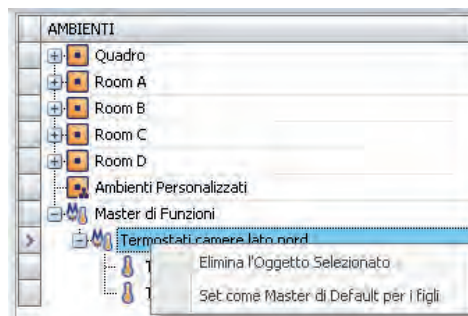 AMBIENTI
Quadro
Room A
Room B
Room C
Room D
Ambienti Personalizzati
Master di Funzioni
Termostati camere lato nord
Elimina l'Oggetto Selezionato
Set come Master di Default per i figli